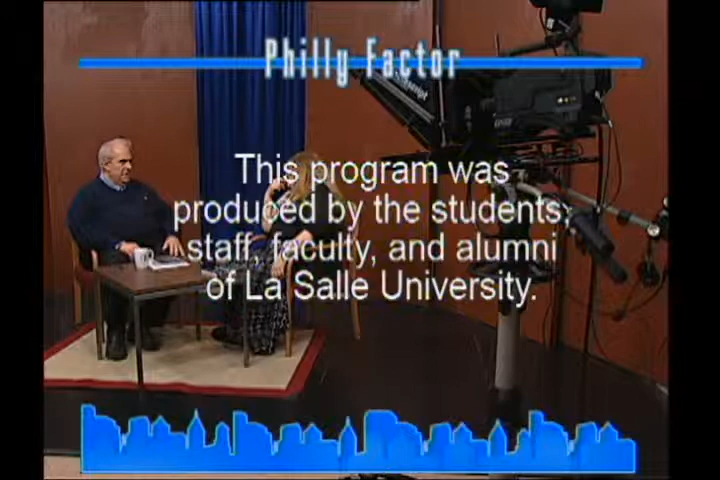 Philly Factor
This program was
produced by the students,
staff, faculty, and alumni
of La Salle University.